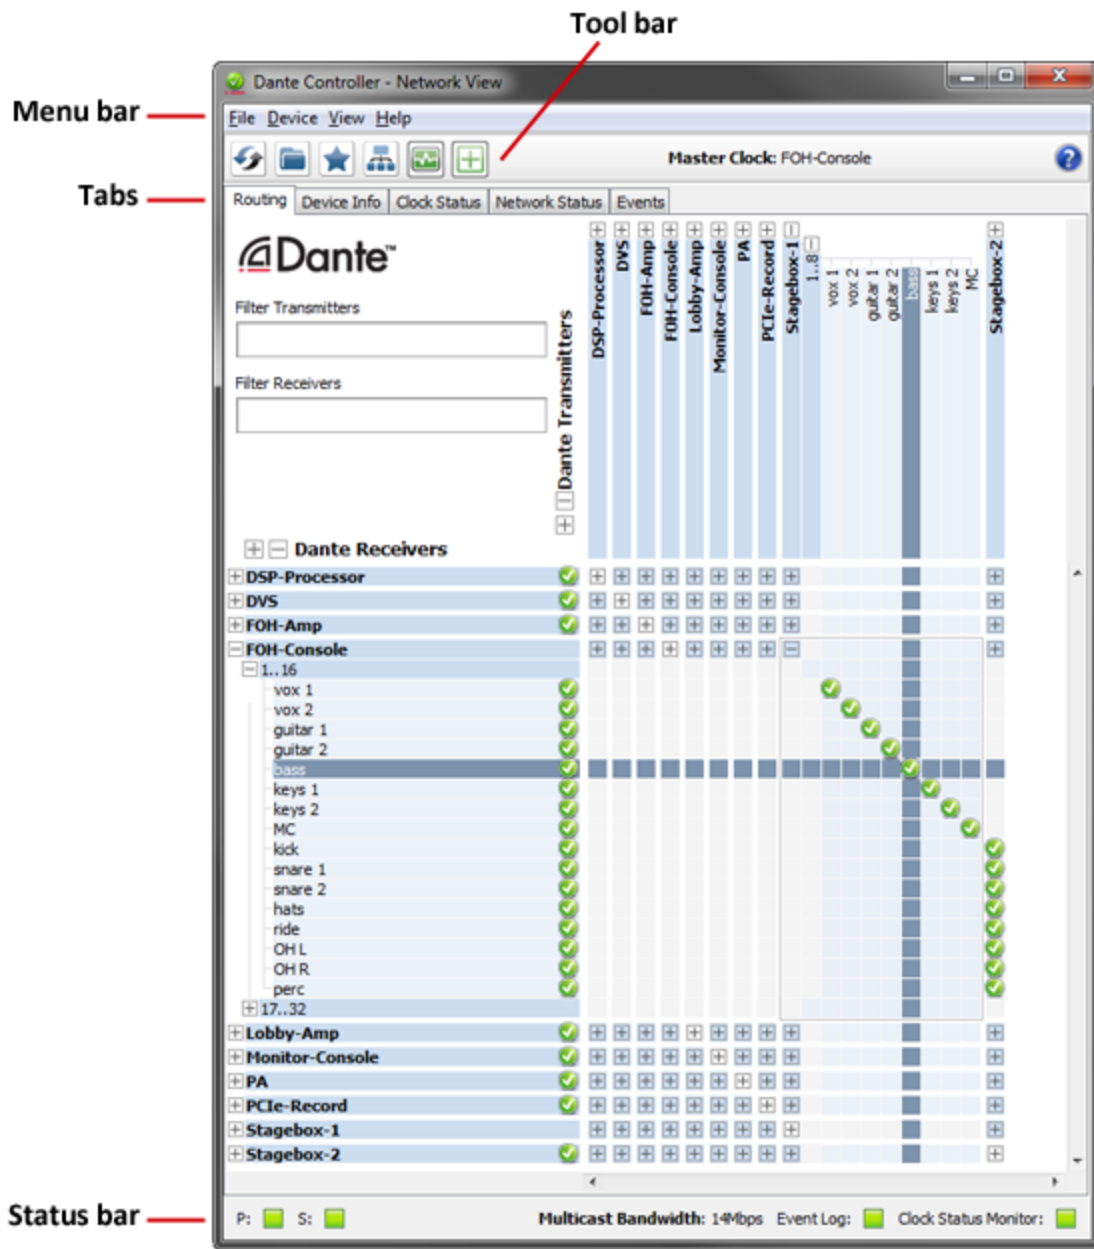 Tool bar
Dante Controller - Network View
Menu bar
File Device View Help
Master Clock: FOH-Console
Tabs
Routing Device Info Clock Status Network Status Events
Dante™
Filter Transmitters
Filter Receivers
Dante Transmitters
DSP-Processor
DVS
FOH-Amp
FOH-Console
Lobby-Amp
Monitor-Console
PA
PCIe-Record
Stagebox-1
1..8
vox 1
vox 2
guitar 1
guitar 2
bass
keys 1
keys 2
MC
Stagebox-2
Dante Receivers
DSP-Processor
DVS
FOH-Amp
FOH-Console
1..16
vox 1
vox 2
guitar 1
guitar 2
bass
keys 1
keys 2
MC
kick
snare 1
snare 2
hats
ride
OH L
OH R
perc
17..32
Lobby-Amp
Monitor-Console
PA
PCIe-Record
Stagebox-1
Stagebox-2
Status bar
P: S: Multicast Bandwidth: 14Mbps Event Log: Clock Status Monitor: